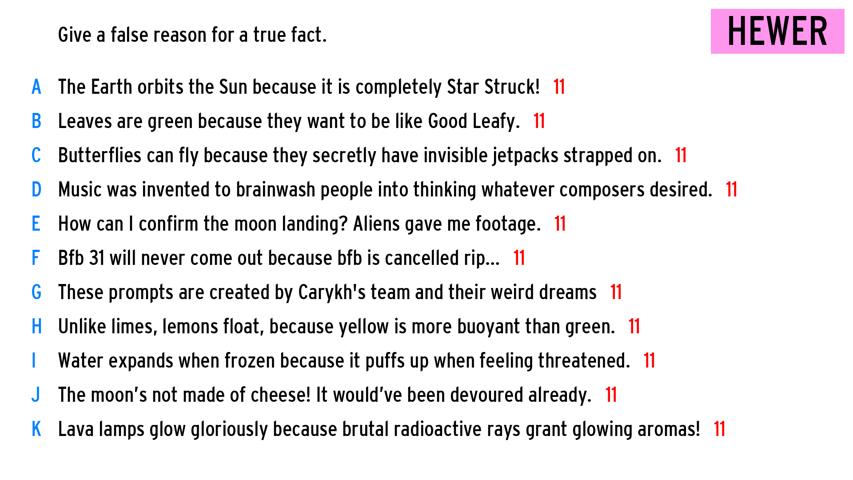 Give a false reason for a true fact.
HEWER
A The Earth orbits the Sun because it is completely Star Struck! 11
B Leaves are green because they want to be like Good Leafy. 11
C Butterflies can fly because they secretly have invisible jetpacks strapped on. 11
D Music was invented to brainwash people into thinking whatever composers desired. 11
E How can I confirm the moon landing? Aliens gave me footage. 11
F Bfb 31 will never come out because bfb is cancelled rip... 11
G These prompts are created by Carykh's team and their weird dreams 11
H Unlike limes, lemons float, because yellow is more buoyant than green. 11
I Water expands when frozen because it puffs up when feeling threatened. 11
J The moon’s not made of cheese! It would’ve been devoured already. 11
K Lava lamps glow gloriously because brutal radioactive rays grant glowing aromas! 11